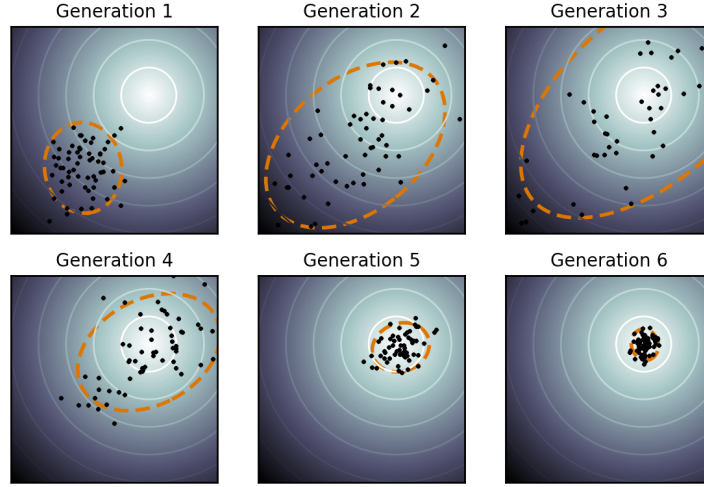 Generation 1
Generation 2
Generation 3
Generation 4
Generation 5
Generation 6